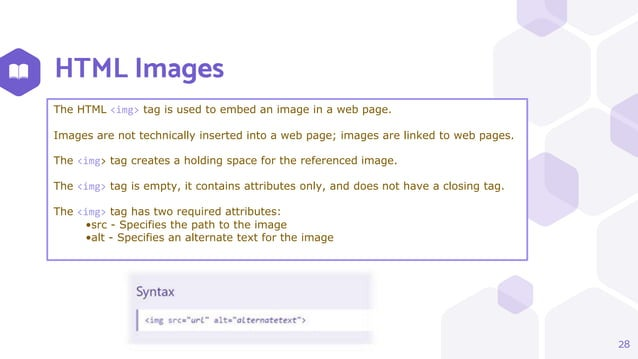 HTML Images
The HTML <img> tag is used to embed an image in a web page.
Images are not technically inserted into a web page; images are linked to web pages.
The <img> tag creates a holding space for the referenced image.
The <img> tag is empty, it contains attributes only, and does not have a closing tag.
The <img> tag has two required attributes:
•src - Specifies the path to the image
•alt - Specifies an alternate text for the image
Syntax
<img src="url" alt="alternatetext">
28